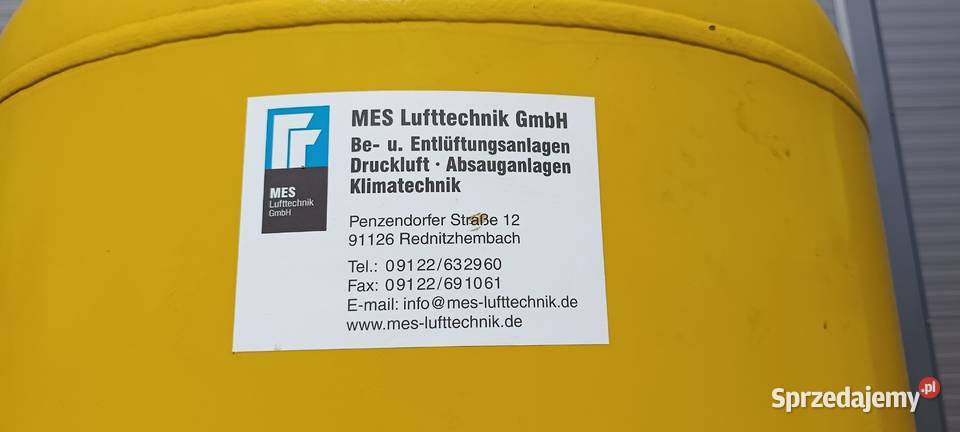 MES Lufttechnik GmbH
Be- u. Entlüftungsanlagen
Druckluft · Absauganlagen
Klimatechnik
MES
Lufttechnik
GmbH
Penzendorfer Straße 12
91126 Rednitzhembach
Tel.: 09122/632960
Fax: 09122/691061
E-mail: info@mes-lufttechnik.de
www.mes-lufttechnik.de
Sprzedajemy.pl